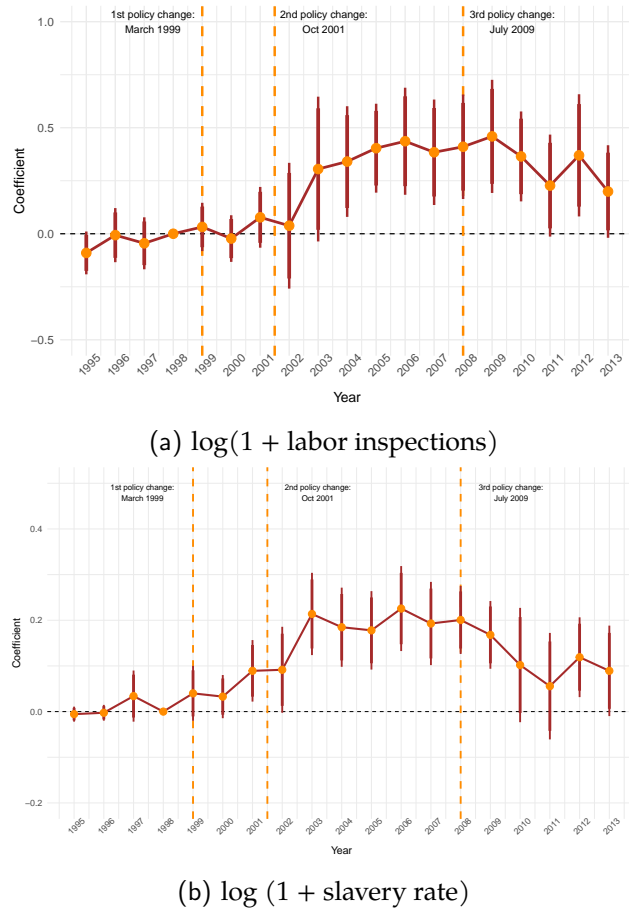 1st policy change:
March 1999
2nd policy change:
Oct 2001
3rd policy change:
July 2009
1.0
0.5
0.0
−0.5
Coefficient
1995
1996
1997
1998
1999
2000
2001
2002
2003
2004
2005
2006
2007
2008
2009
2010
2011
2012
2013
Year
(a) log(1 + labor inspections)
1st policy change:
March 1999
2nd policy change:
Oct 2001
3rd policy change:
July 2009
0.4
0.2
0.0
−0.2
Coefficient
1995
1996
1997
1998
1999
2000
2001
2002
2003
2004
2005
2006
2007
2008
2009
2010
2011
2012
2013
Year
(b) log (1 + slavery rate)